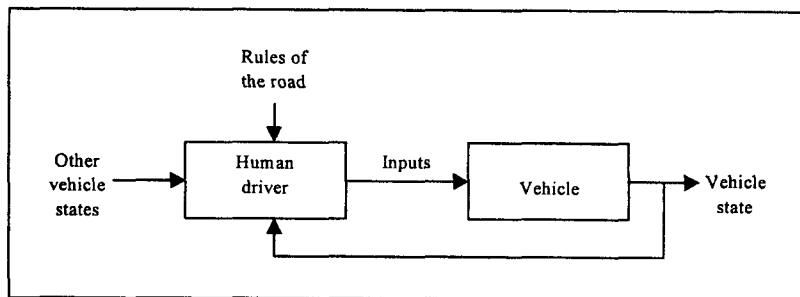 Rules of
the road
Other
vehicle
states
Human
driver
Inputs
Vehicle
Vehicle
state